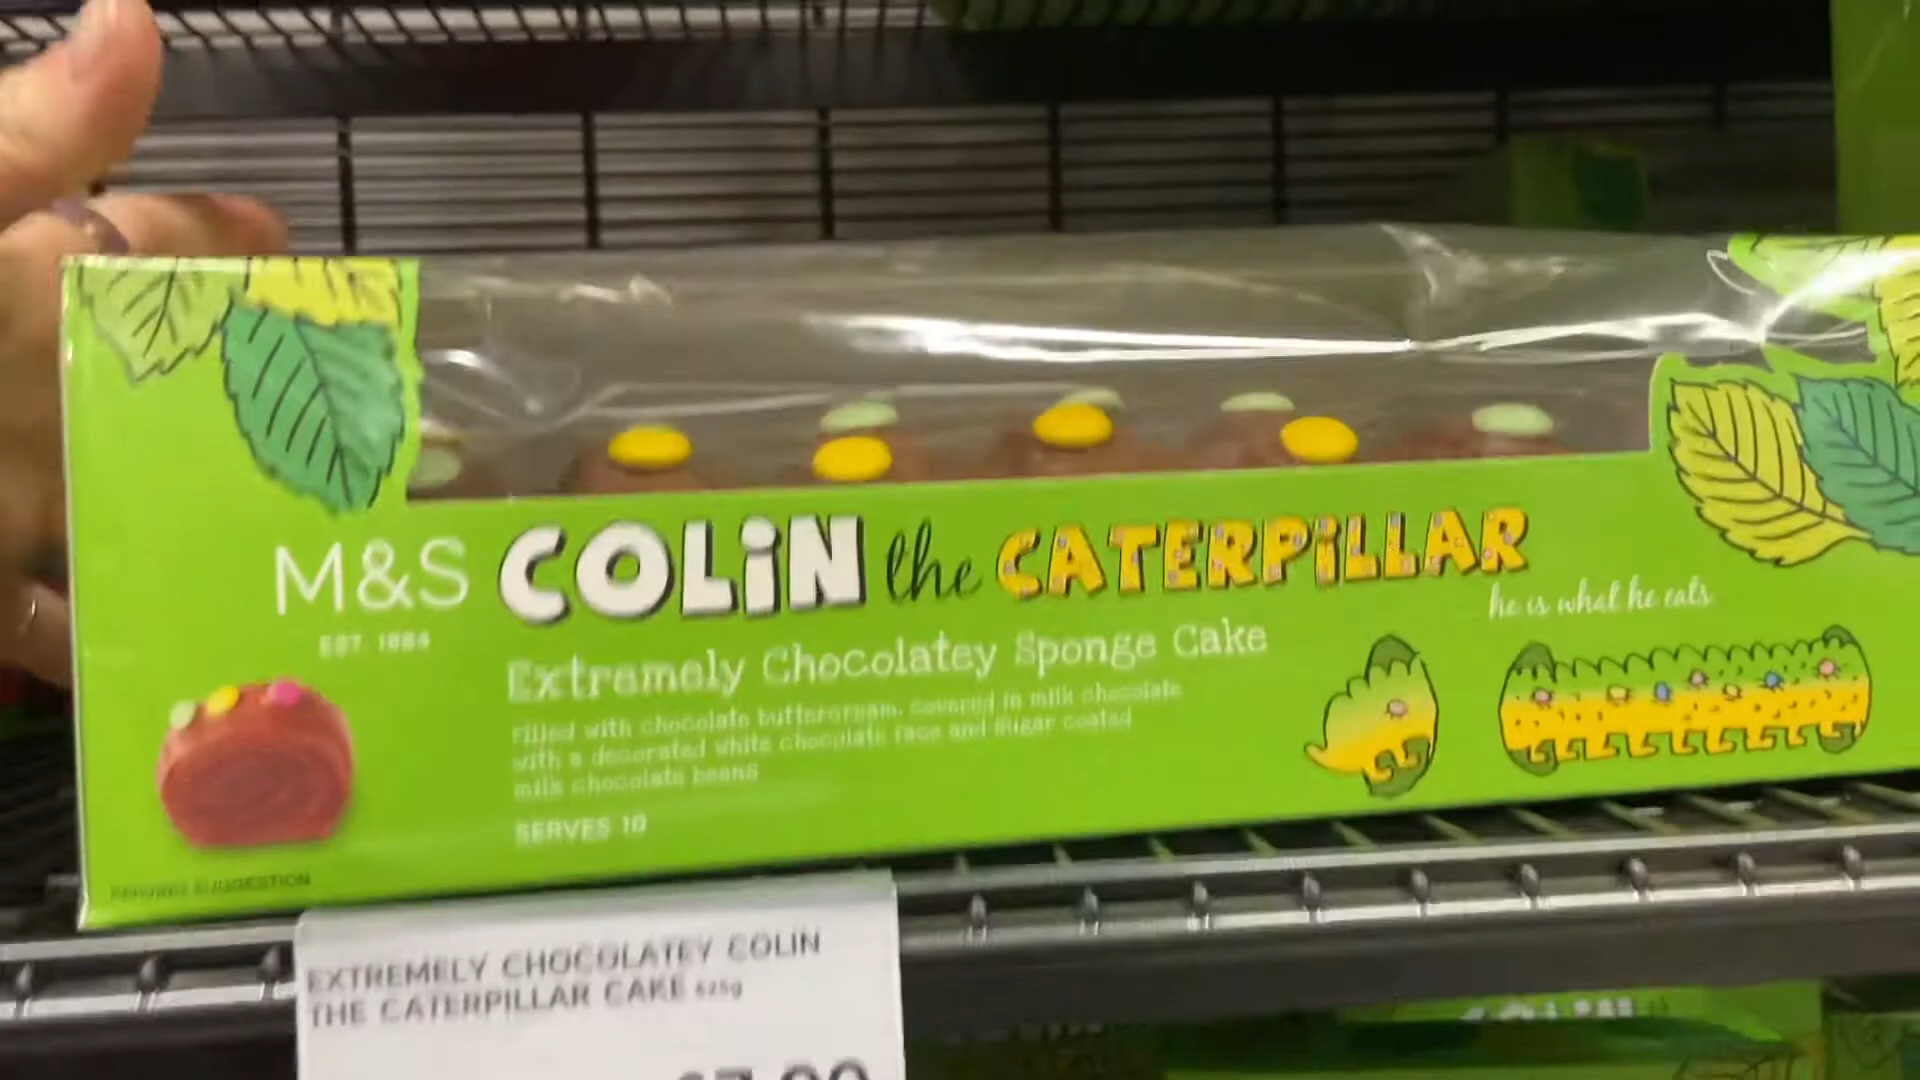 M&S
EST. 1884
COLiN the CATERPiLLAR
he is what he eats
Extremely Chocolatey Sponge Cake
Filled with chocolate buttercream, covered in milk chocolate
with a decorated white chocolate face and sugar coated
milk chocolate beans
SERVES 10
SERVING SUGGESTION
EXTREMELY CHOCOLATEY COLIN
THE CATERPILLAR CAKE 625g